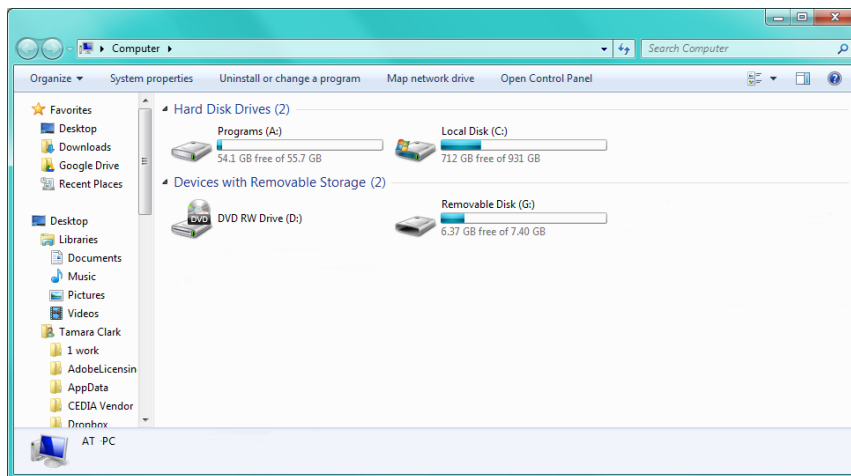 Computer
Search Computer
Organize System properties Uninstall or change a program Map network drive Open Control Panel
Favorites
Desktop
Downloads
Google Drive
Recent Places
Desktop
Libraries
Documents
Music
Pictures
Videos
Tamara Clark
1 work
AdobeLicensin
AppData
CEDIA Vendor
Dropbox
Hard Disk Drives (2)
Programs (A:)
54.1 GB free of 55.7 GB
Local Disk (C:)
712 GB free of 931 GB
Devices with Removable Storage (2)
DVD
DVD RW Drive (D:)
Removable Disk (G:)
6.37 GB free of 7.40 GB
AT -PC